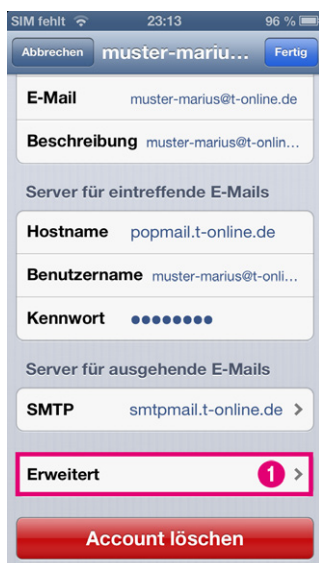 SIM fehlt 23:13 96 %
Abbrechen muster-mariu... Fertig
E-Mail muster-marius@t-online.de
Beschreibung muster-marius@t-onlin...
Server für eintreffende E-Mails
Hostname popmail.t-online.de
Benutzername muster-marius@t-onli...
Kennwort ●●●●●●●●
Server für ausgehende E-Mails
SMTP smtpmail.t-online.de >
Erweitert 1 >
Account löschen